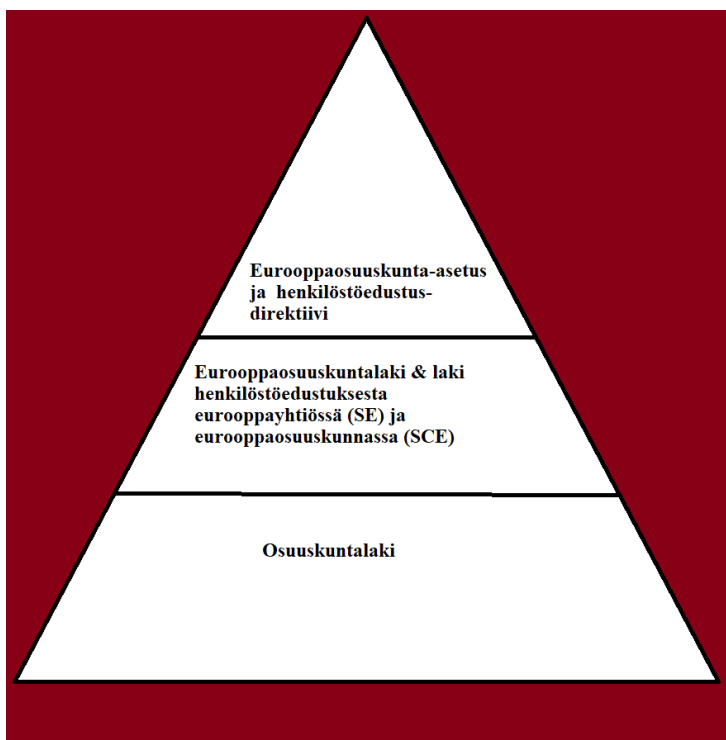 Eurooppaosuuskunta-asetus
ja henkilöstöedustus-
direktiivi
Eurooppaosuuskuntalaki & laki
henkilöstöedustuksesta
eurooppayhtiössä (SE) ja
eurooppaosuuskunnassa (SCE)
Osuuskuntalaki